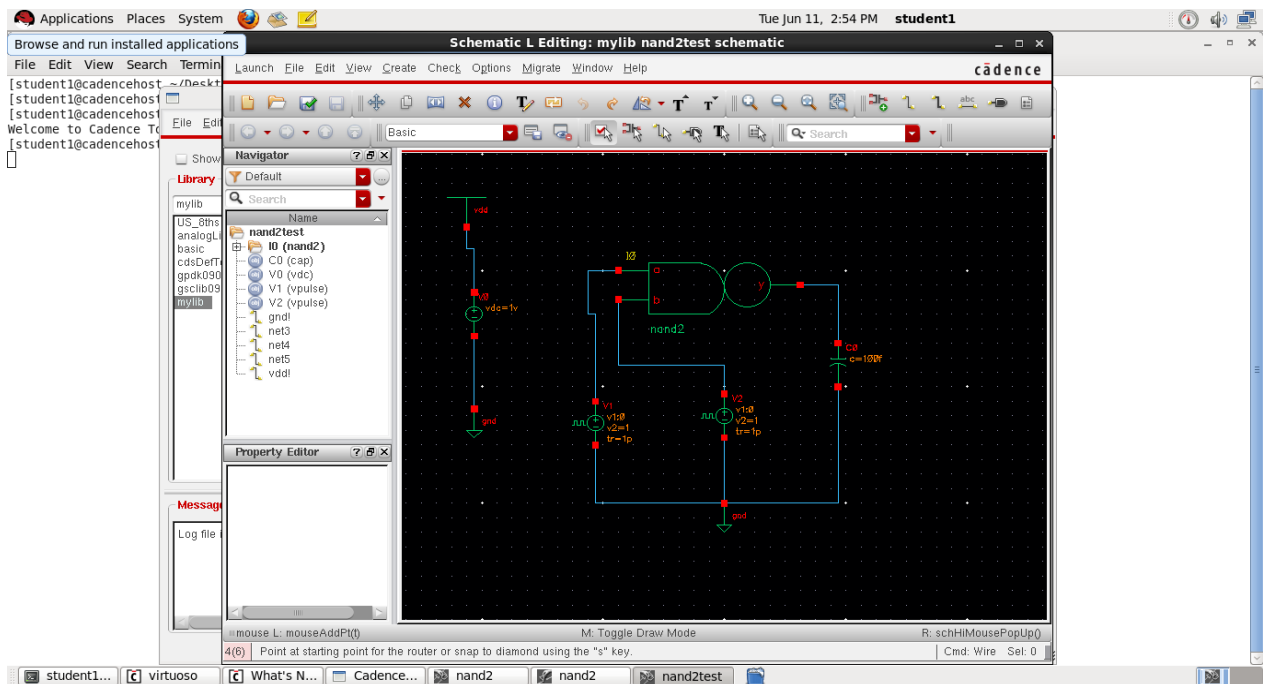 Applications Places System Tue Jun 11, 2:54 PM student1
Browse and run installed applications
Schematic L Editing: mylib nand2test schematic
File Edit View Search Termin
Launch File Edit View Create Check Options Migrate Window Help
cādence
[student1@cadencehost ~/Deskt
[student1@cadencehost
[student1@cadencehost
Welcome to Cadence To
[student1@cadencehost
File Edi
Basic
Search
Show
Library
mylib
US_8ths
analogLi
basic
cdsDefTe
gpdk090
gsclib09
mylib
Messag
Log file i
Navigator
Default
Search
Name
nand2test
I0 (nand2)
C0 (cap)
V0 (vdc)
V1 (vpulse)
V2 (vpulse)
gnd!
net3
net4
net5
vdd!
Property Editor
vdd
V0
vdc=1v
gnd
I0
a
b
y
nand2
C0
c=100f
V1
v1:0
v2=1
tr=1p
V2
v1:0
v2=1
tr=1p
gnd
mouse L: mouseAddPt(t) M: Toggle Draw Mode R: schHiMousePopUp()
4(6) Point at starting point for the router or snap to diamond using the "s" key. Cmd: Wire Sel: 0
student1... virtuoso What's N... Cadence... nand2 nand2 nand2test